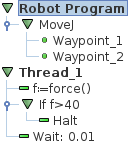 Robot Program
MoveJ
Waypoint_1
Waypoint_2
Thread_1
f:=force()
If f>40
Halt
Wait: 0.01